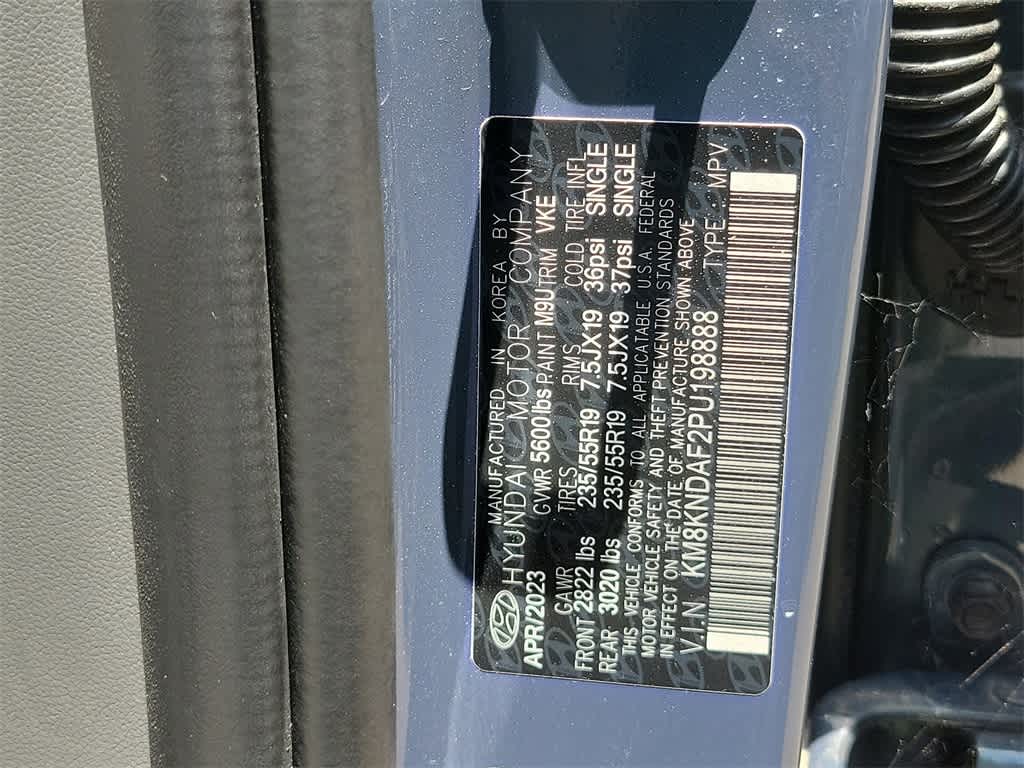 MANUFACTURED IN KOREA BY
HYUNDAI MOTOR COMPANY
APR/2023 GVWR 5600lbs PAINT M9U TRIM VKE
GAWR TIRES RIMS COLD TIRE INFL
FRONT 2822 lbs 235/55R19 7.5JX19 36psi SINGLE
REAR 3020 lbs 235/55R19 7.5JX19 37psi SINGLE
THIS VEHICLE CONFORMS TO ALL APPLICATABLE U.S.A. FEDERAL
MOTOR VEHICLE SAFETY AND THEFT PREVENTION STANDARDS
IN EFFECT ON THE DATE OF MANUFACTURE SHOWN ABOVE
VIN KM8KNDAF2PU198888 TYPE MPV